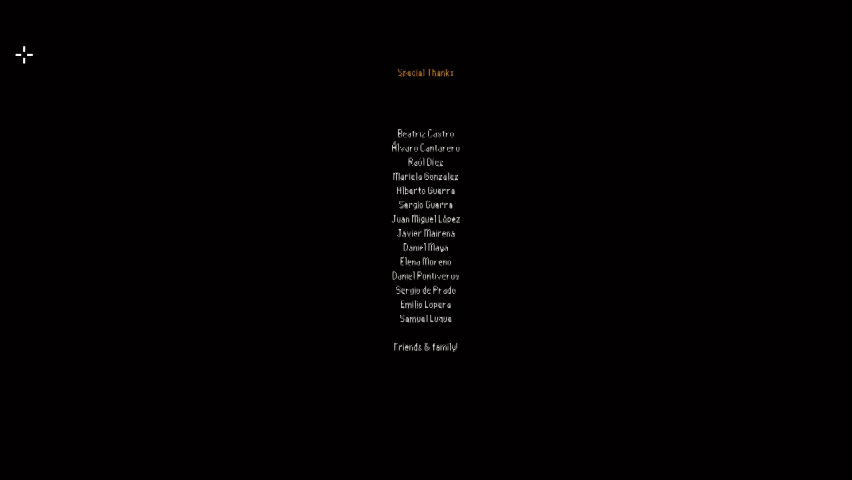 Special Thanks
Beatriz Castro
Álvaro Cantarero
Raúl Díez
Mariela González
Alberto Guerra
Sergio Guerra
Juan Miguel López
Javier Mairena
Daniel Maya
Elena Moreno
Daniel Pontiveros
Sergio de Prado
Emilio Lopera
Samuel Luque
Friends & family!